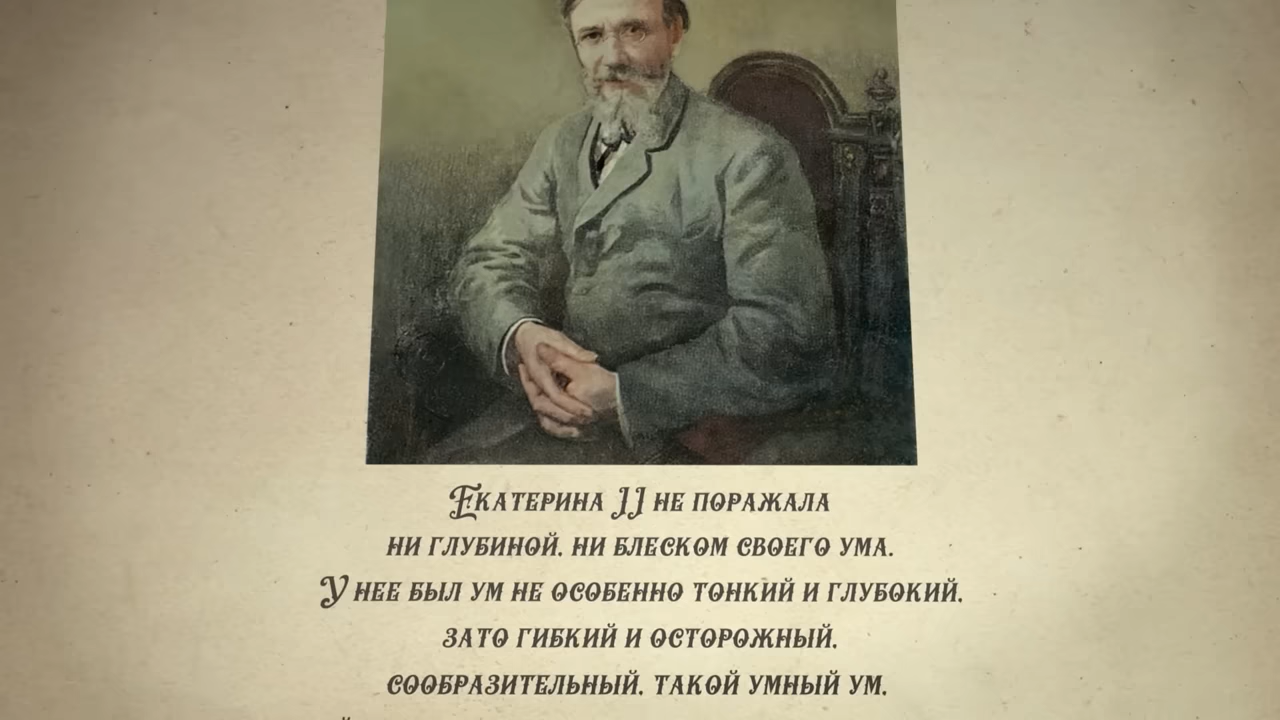 Екатерина II не поражала
ни глубиной, ни блеском своего ума.
У нее был ум не особенно тонкий и глубокий,
зато гибкий и осторожный,
сообразительный, такой умный ум,